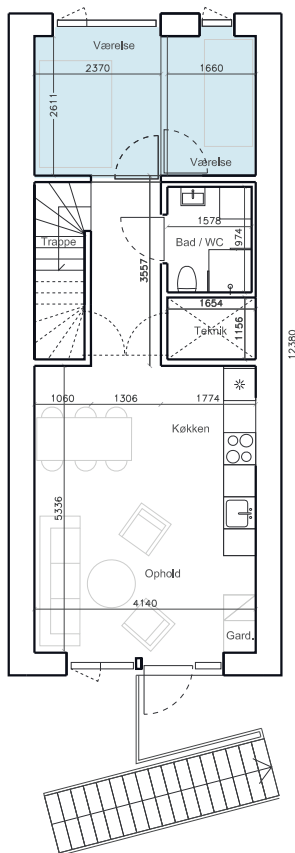 Værelse
2370
1660
2611
Værelse
1578
Trappe
Bad / WC
1974
3557
1654
Teknik
1156
12380
1060
1306
1774
Køkken
5336
Ophold
4140
Gard.